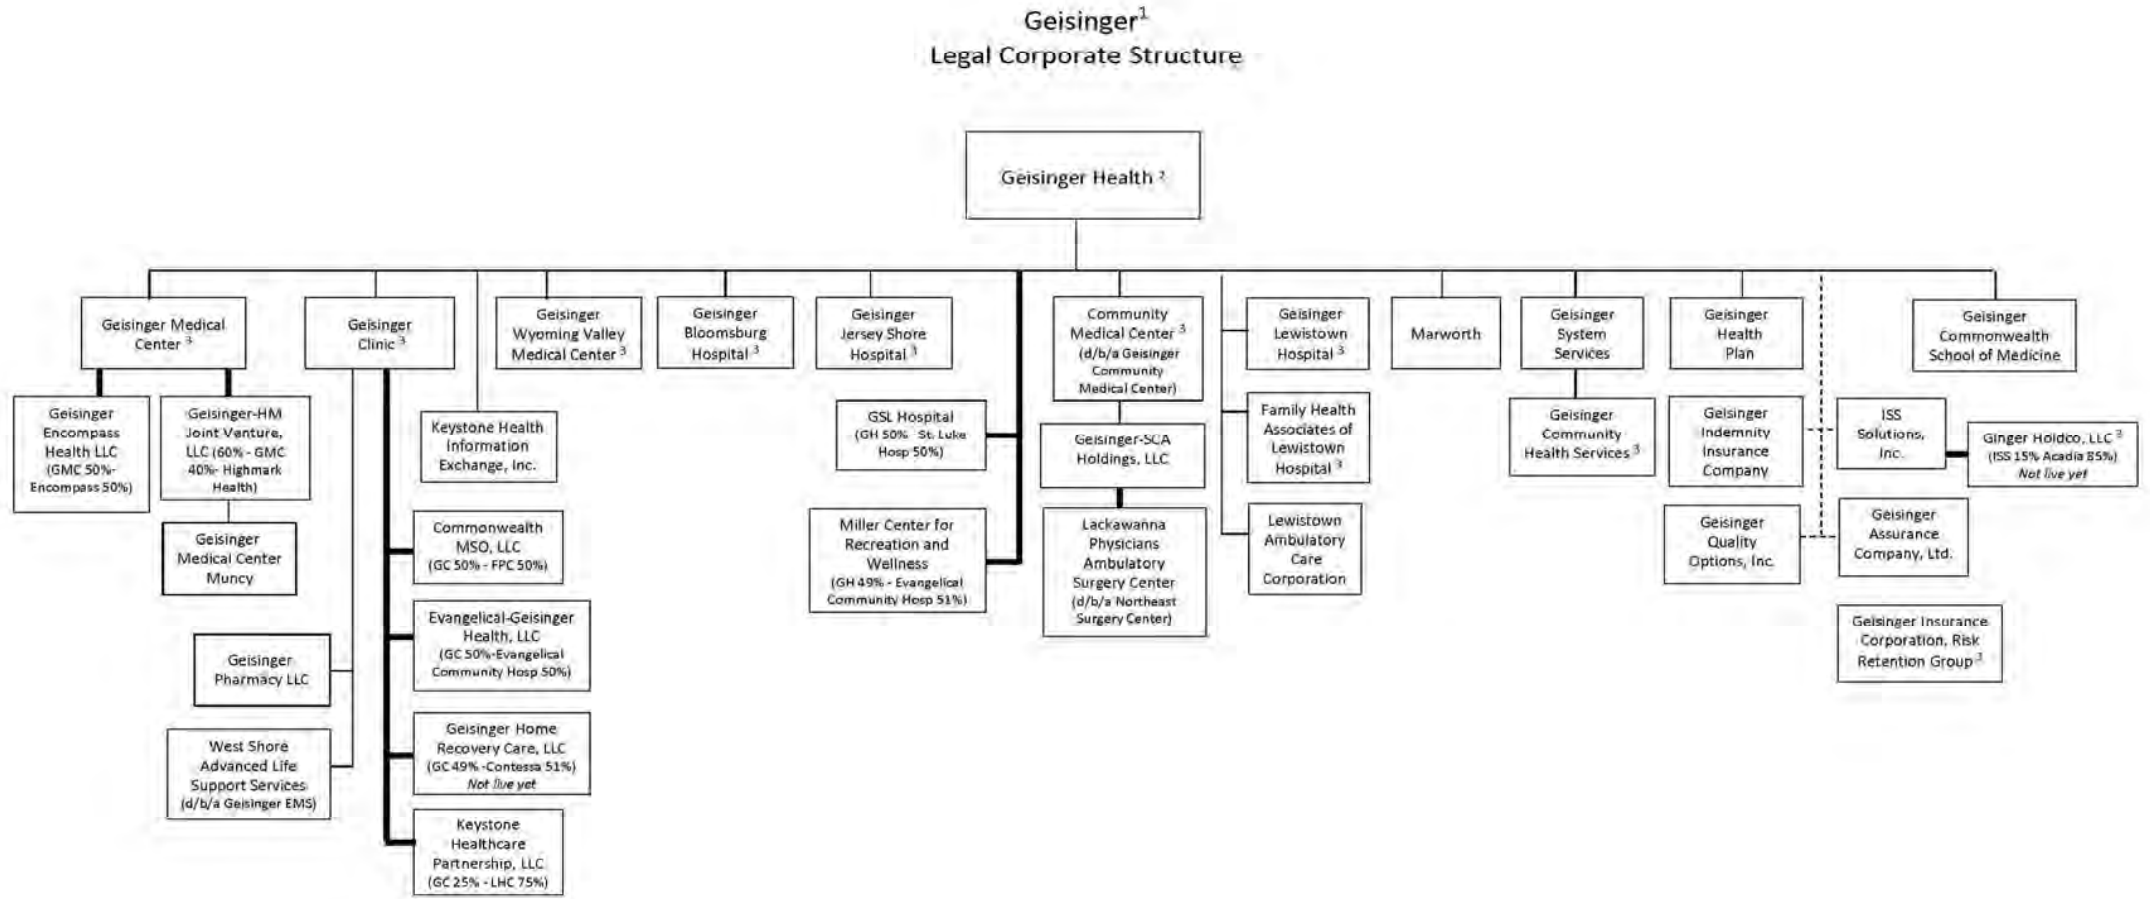 Geisinger¹
Legal Corporate Structure
Geisinger Health ²
Geisinger Medical
Center ³
Geisinger
Clinic ³
Geisinger
Wyoming Valley
Medical Center ³
Geisinger
Bloomsburg
Hospital ³
Geisinger
Jersey Shore
Hospital ³
Community
Medical Center ³
(d/b/a Geisinger
Community
Medical Center)
Geisinger
Lewistown
Hospital ³
Marworth
Geisinger
System
Services
Geisinger
Health
Plan
Geisinger
Commonwealth
School of Medicine
Geisinger
Encompass
Health LLC
(GMC 50%-
Encompass 50%)
Geisinger-HM
Joint Venture,
LLC (60% - GMC
40%- Highmark
Health)
Keystone Health
Information
Exchange, Inc.
GSL Hospital
(GH 50% - St. Luke
Hosp 50%)
Geisinger-SCA
Holdings, LLC
Family Health
Associates of
Lewistown
Hospital ³
Geisinger
Community
Health Services ³
Geisinger
Indemnity
Insurance
Company
ISS
Solutions,
Inc.
Ginger Holdco, LLC ³
(ISS 15% Acadia 85%)
Not live yet
Geisinger
Medical Center
Muncy
Commonwealth
MSO, LLC
(GC 50% - FPC 50%)
Miller Center for
Recreation and
Wellness
(GH 49% - Evangelical
Community Hosp 51%)
Lackawanna
Physicians
Ambulatory
Surgery Center
(d/b/a Northeast
Surgery Center)
Lewistown
Ambulatory
Care
Corporation
Geisinger
Quality
Options, Inc.
Geisinger
Assurance
Company, Ltd.
Evangelical-Geisinger
Health, LLC
(GC 50%-Evangelical
Community Hosp 50%)
Geisinger Insurance
Corporation, Risk
Retention Group ³
Geisinger
Pharmacy LLC
Geisinger Home
Recovery Care, LLC
(GC 49% -Contessa 51%)
Not live yet
West Shore
Advanced Life
Support Services
(d/b/a Geisinger EMS)
Keystone
Healthcare
Partnership, LLC
(GC 25% - LHC 75%)